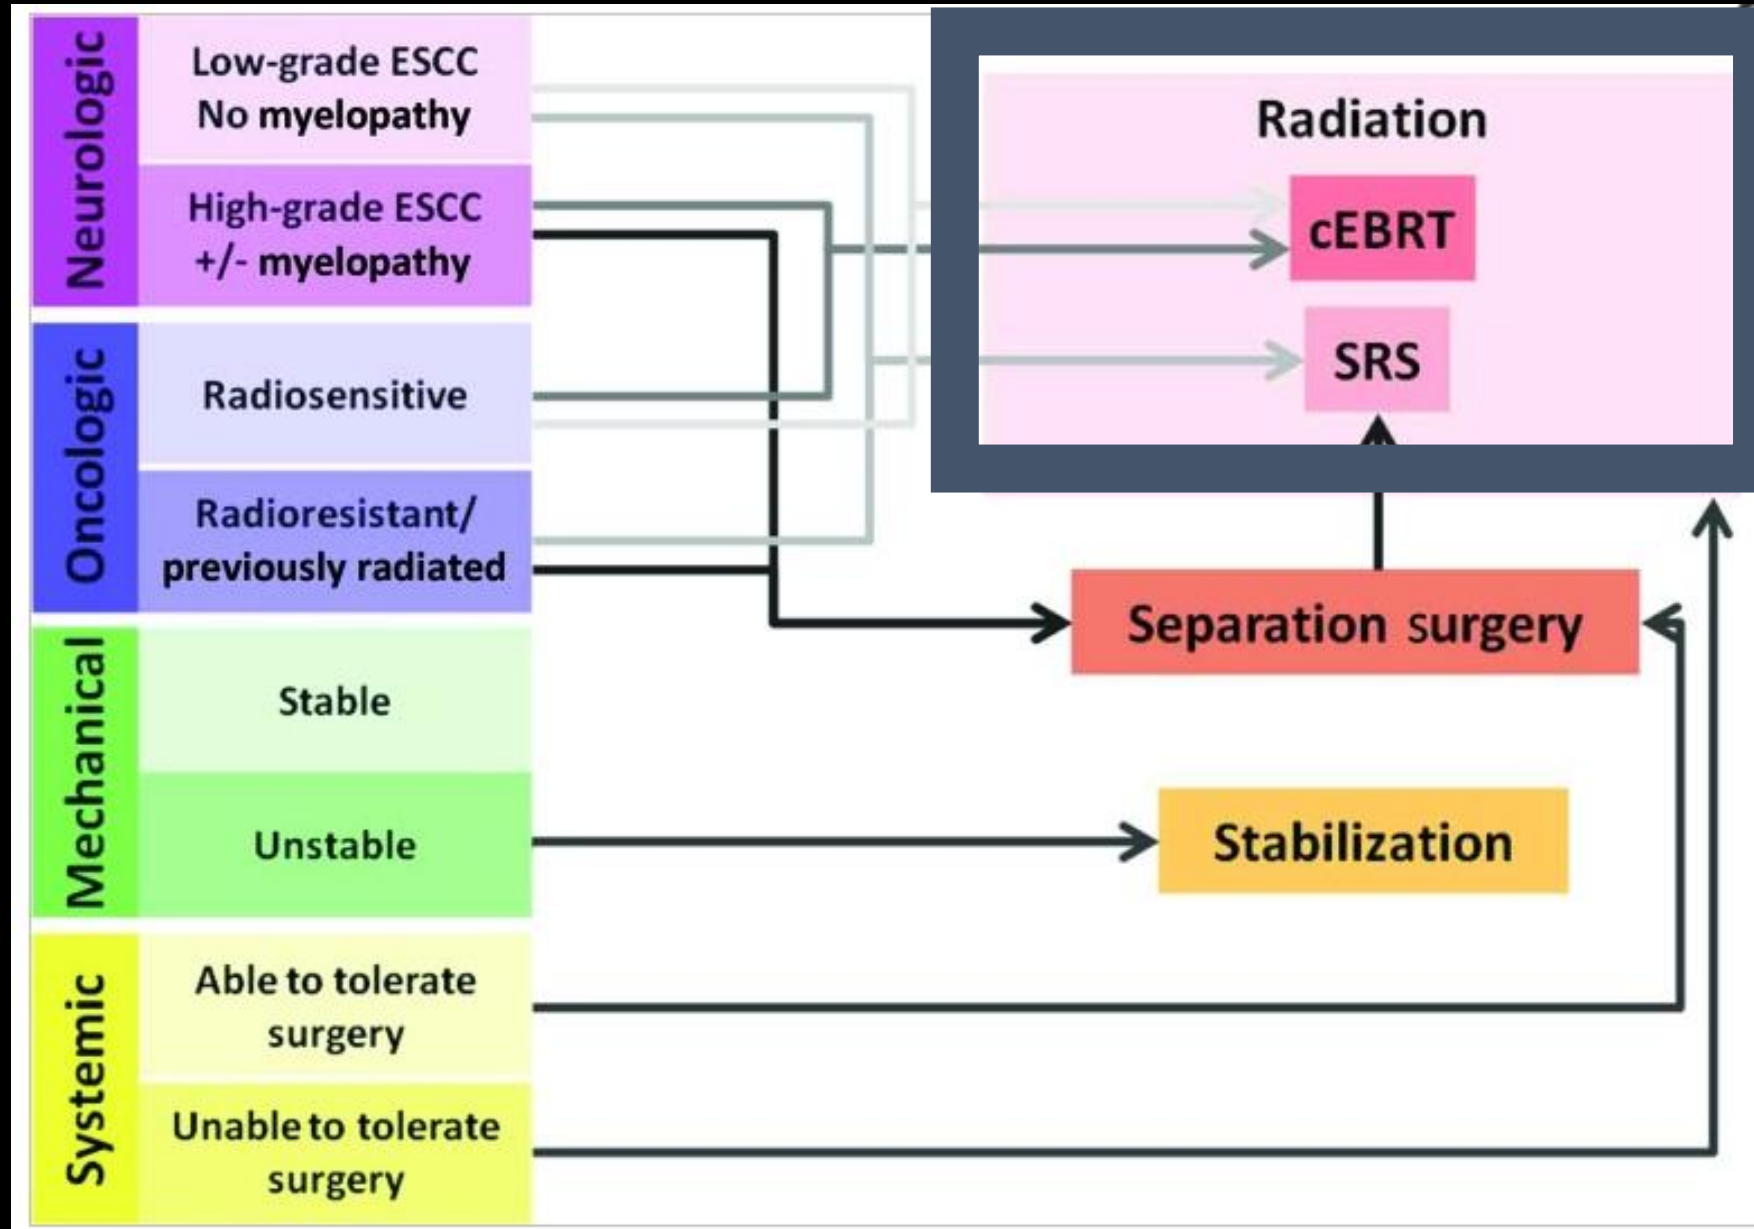 Neurologic
Low-grade ESCC
No myelopathy
High-grade ESCC
+/- myelopathy
Oncologic
Radiosensitive
Radioresistant/
previously radiated
Mechanical
Stable
Unstable
Systemic
Able to tolerate
surgery
Unable to tolerate
surgery
Radiation
cEBRT
SRS
Separation surgery
Stabilization